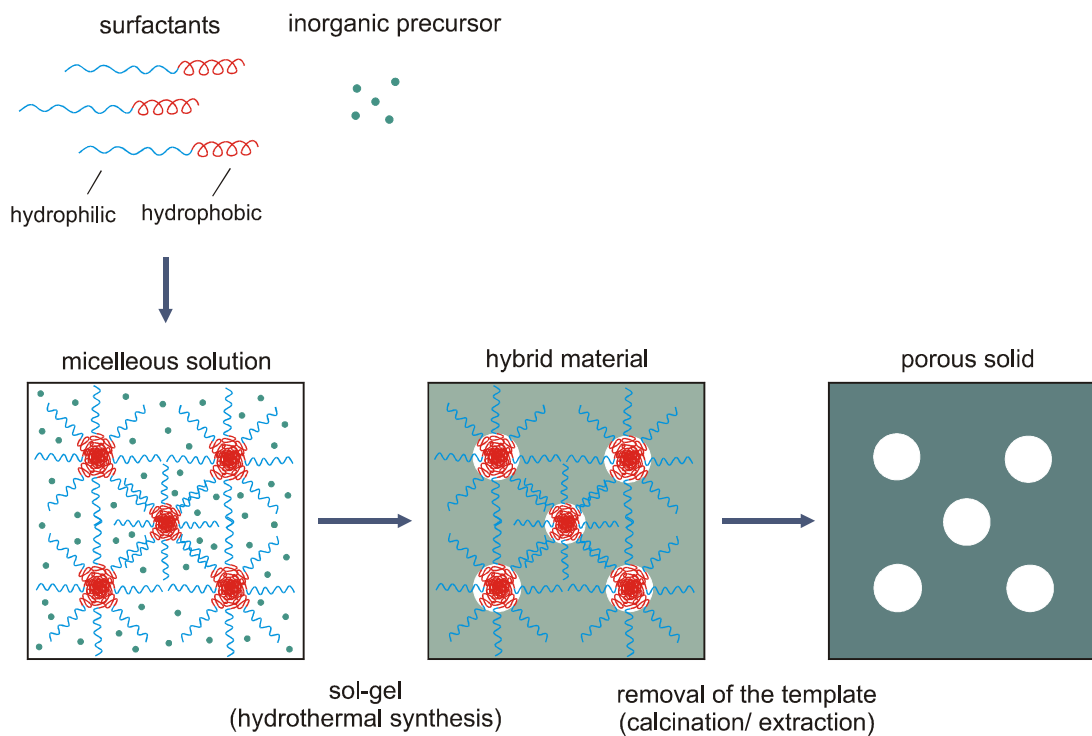 surfactants
inorganic precursor
hydrophilic
hydrophobic
micelleous solution
hybrid material
porous solid
sol-gel
(hydrothermal synthesis)
removal of the template
(calcination/ extraction)